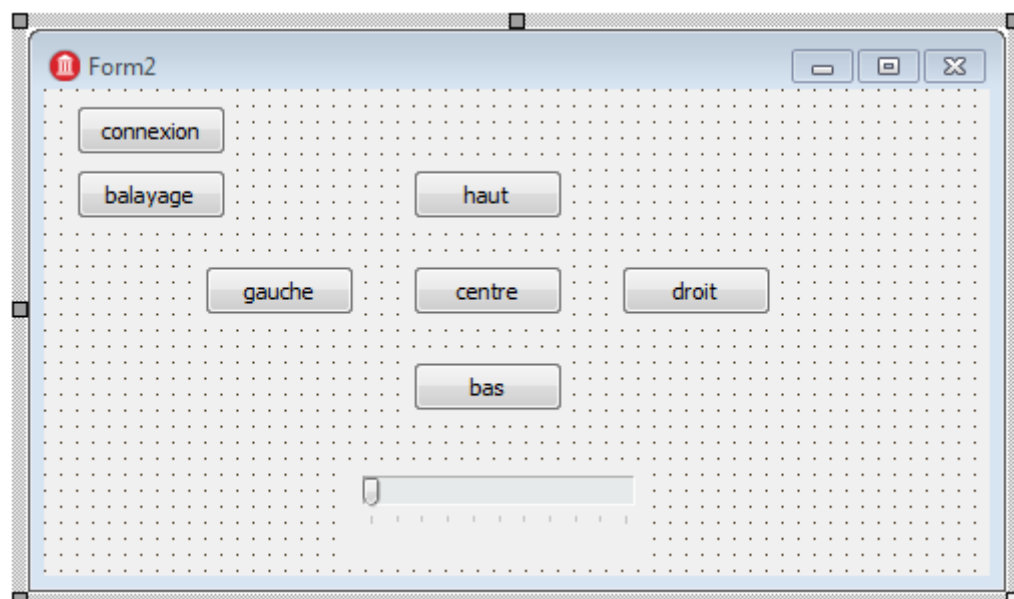 Form2
connexion
balayage
haut
gauche
centre
droit
bas